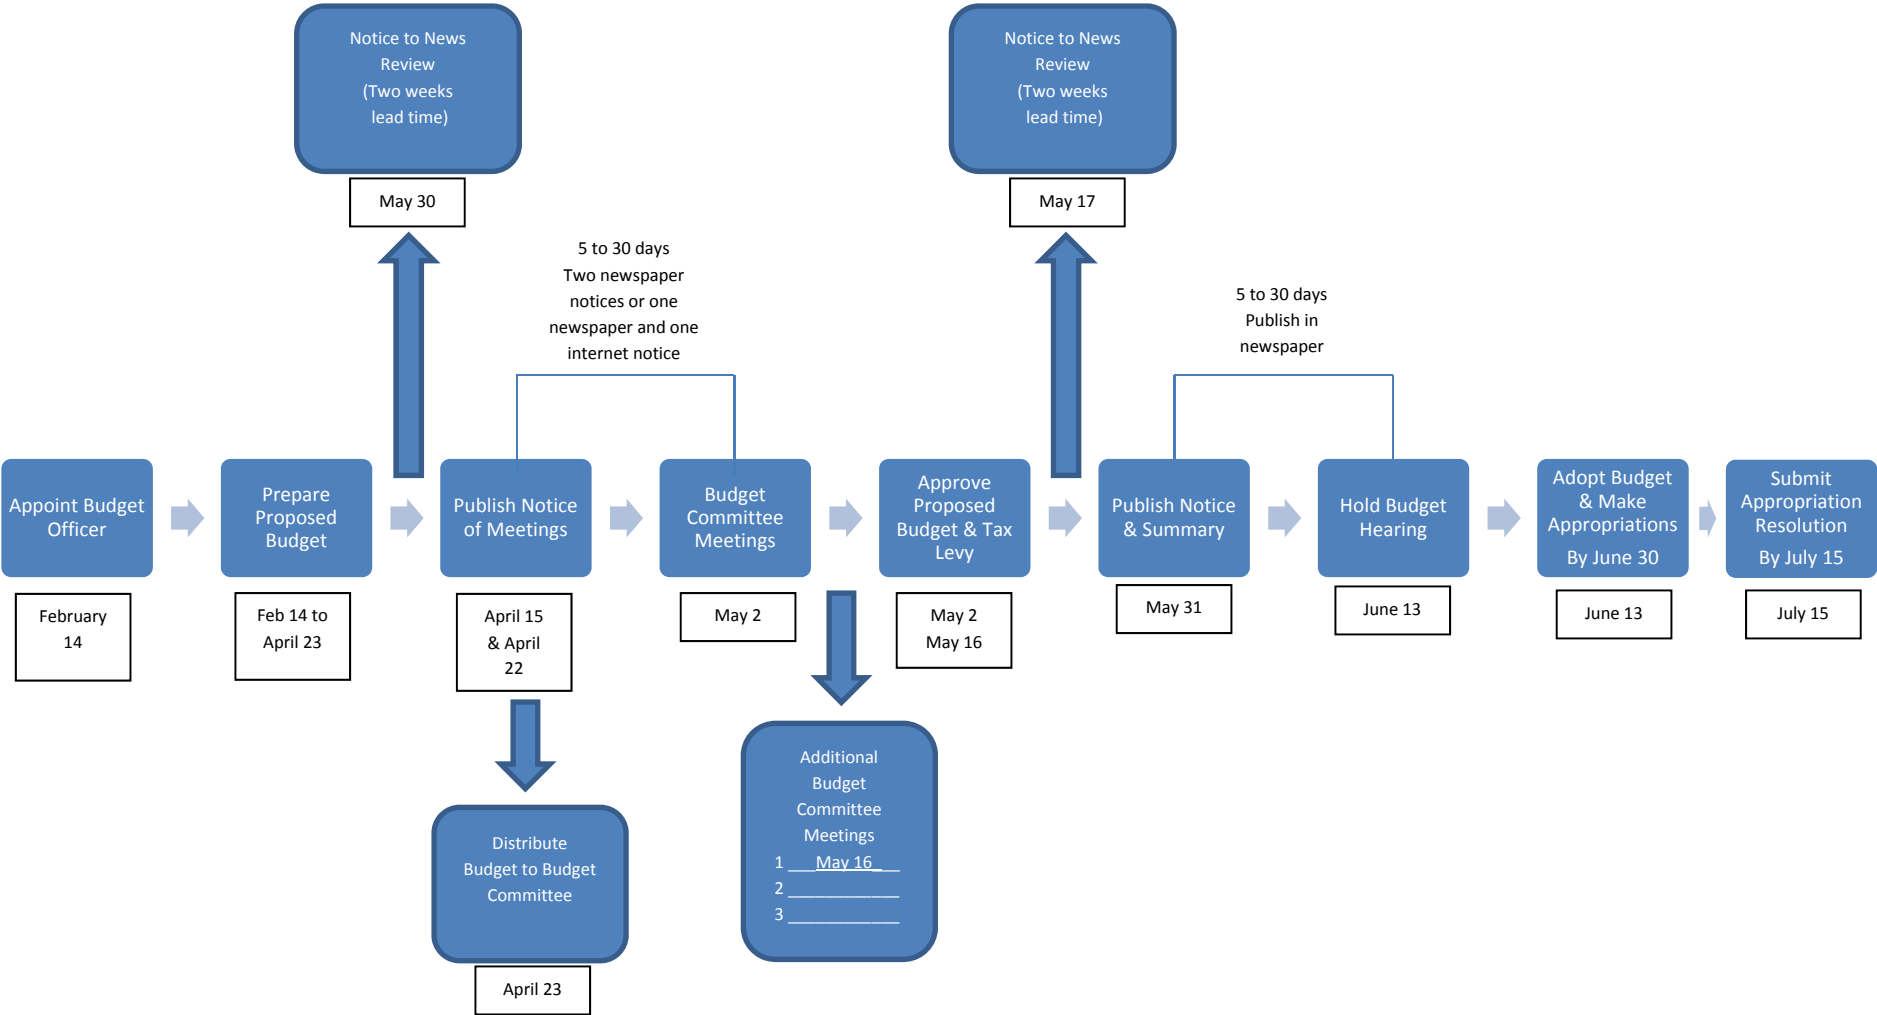 Notice to News
Review
(Two weeks
lead time)
May 30
Notice to News
Review
(Two weeks
lead time)
May 17
5 to 30 days
Two newspaper
notices or one
newspaper and one
internet notice
5 to 30 days
Publish in
newspaper
Appoint Budget
Officer
February
14
Prepare
Proposed
Budget
Feb 14 to
April 23
Publish Notice
of Meetings
April 15
& April
22
Budget
Committee
Meetings
May 2
Approve
Proposed
Budget & Tax
Levy
May 2
May 16
Publish Notice
& Summary
May 31
Hold Budget
Hearing
June 13
Adopt Budget
& Make
Appropriations
By June 30
June 13
Submit
Appropriation
Resolution
By July 15
July 15
Distribute
Budget to Budget
Committee
April 23
Additional
Budget
Committee
Meetings
1 ___May 16___
2 ____________
3 ____________